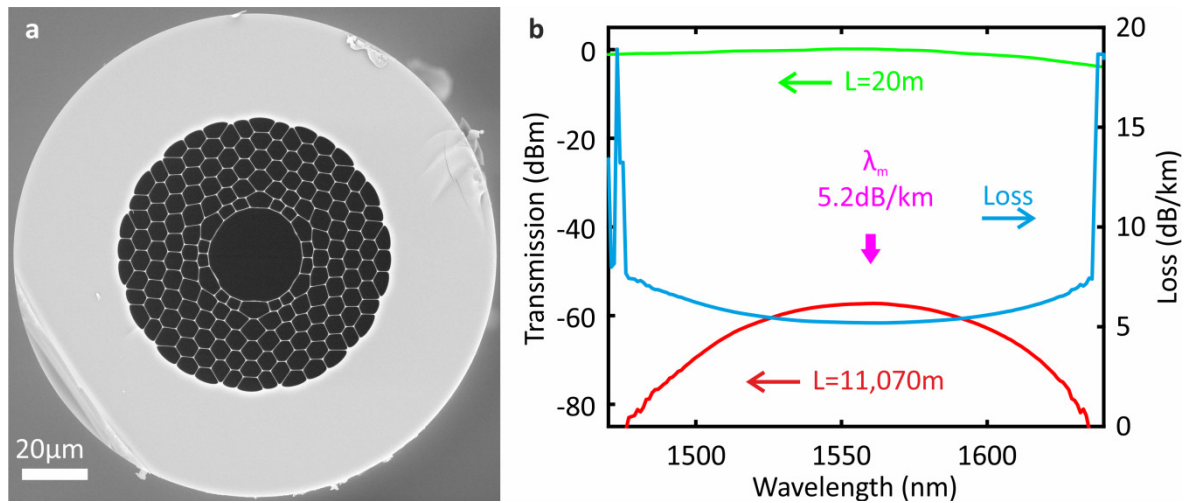 a
20μm
b
0
-20
-40
-60
-80
Transmission (dBm)
L=20m
λm
5.2dB/km
Loss
L=11,070m
20
15
10
5
0
Loss (dB/km)
1500
1550
1600
Wavelength (nm)